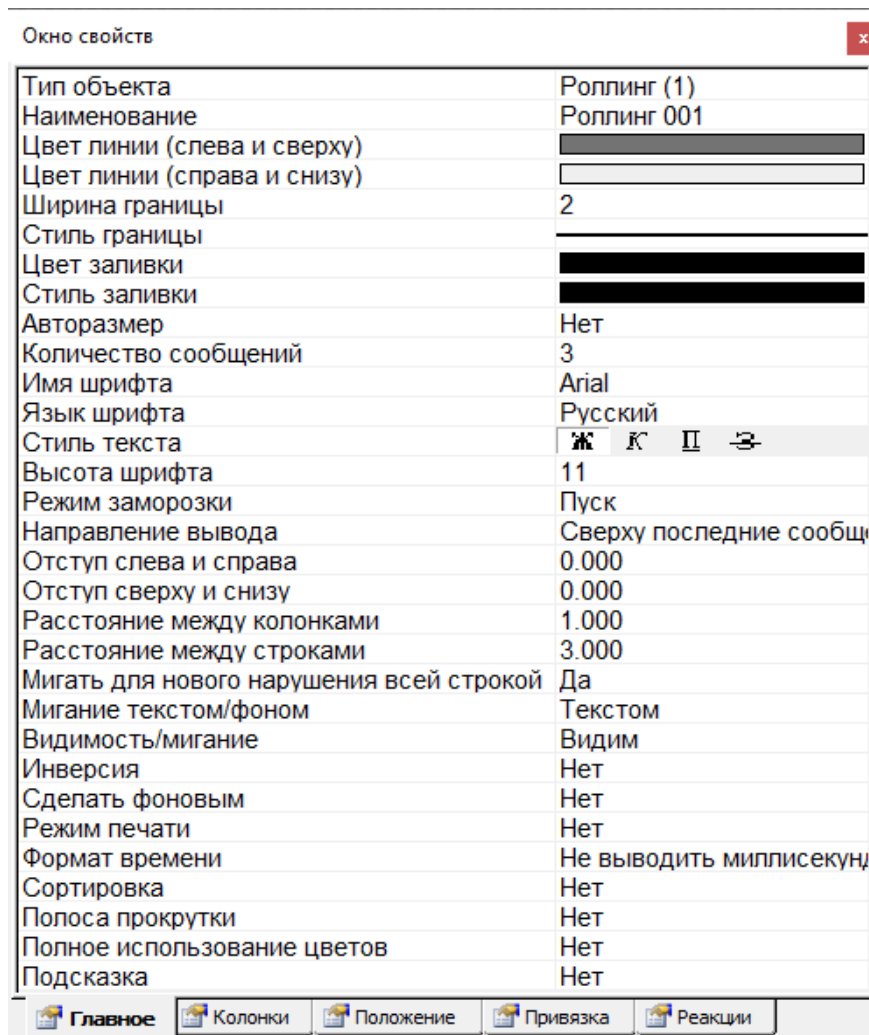 Окно свойств
x
Тип объекта Роллинг (1)
Наименование Роллинг 001
Цвет линии (слева и сверху)
Цвет линии (справа и снизу)
Ширина границы 2
Стиль границы
Цвет заливки
Стиль заливки
Авторазмер Нет
Количество сообщений 3
Имя шрифта Arial
Язык шрифта Русский
Стиль текста Ж К П З
Высота шрифта 11
Режим заморозки Пуск
Направление вывода Сверху последние сообще
Отступ слева и справа 0.000
Отступ сверху и снизу 0.000
Расстояние между колонками 1.000
Расстояние между строками 3.000
Мигать для нового нарушения всей строкой Да
Мигание текстом/фоном Текстом
Видимость/мигание Видим
Инверсия Нет
Сделать фоновым Нет
Режим печати Нет
Формат времени Не выводить миллисекунд
Сортировка Нет
Полоса прокрутки Нет
Полное использование цветов Нет
Подсказка Нет
Главное Колонки Положение Привязка Реакции